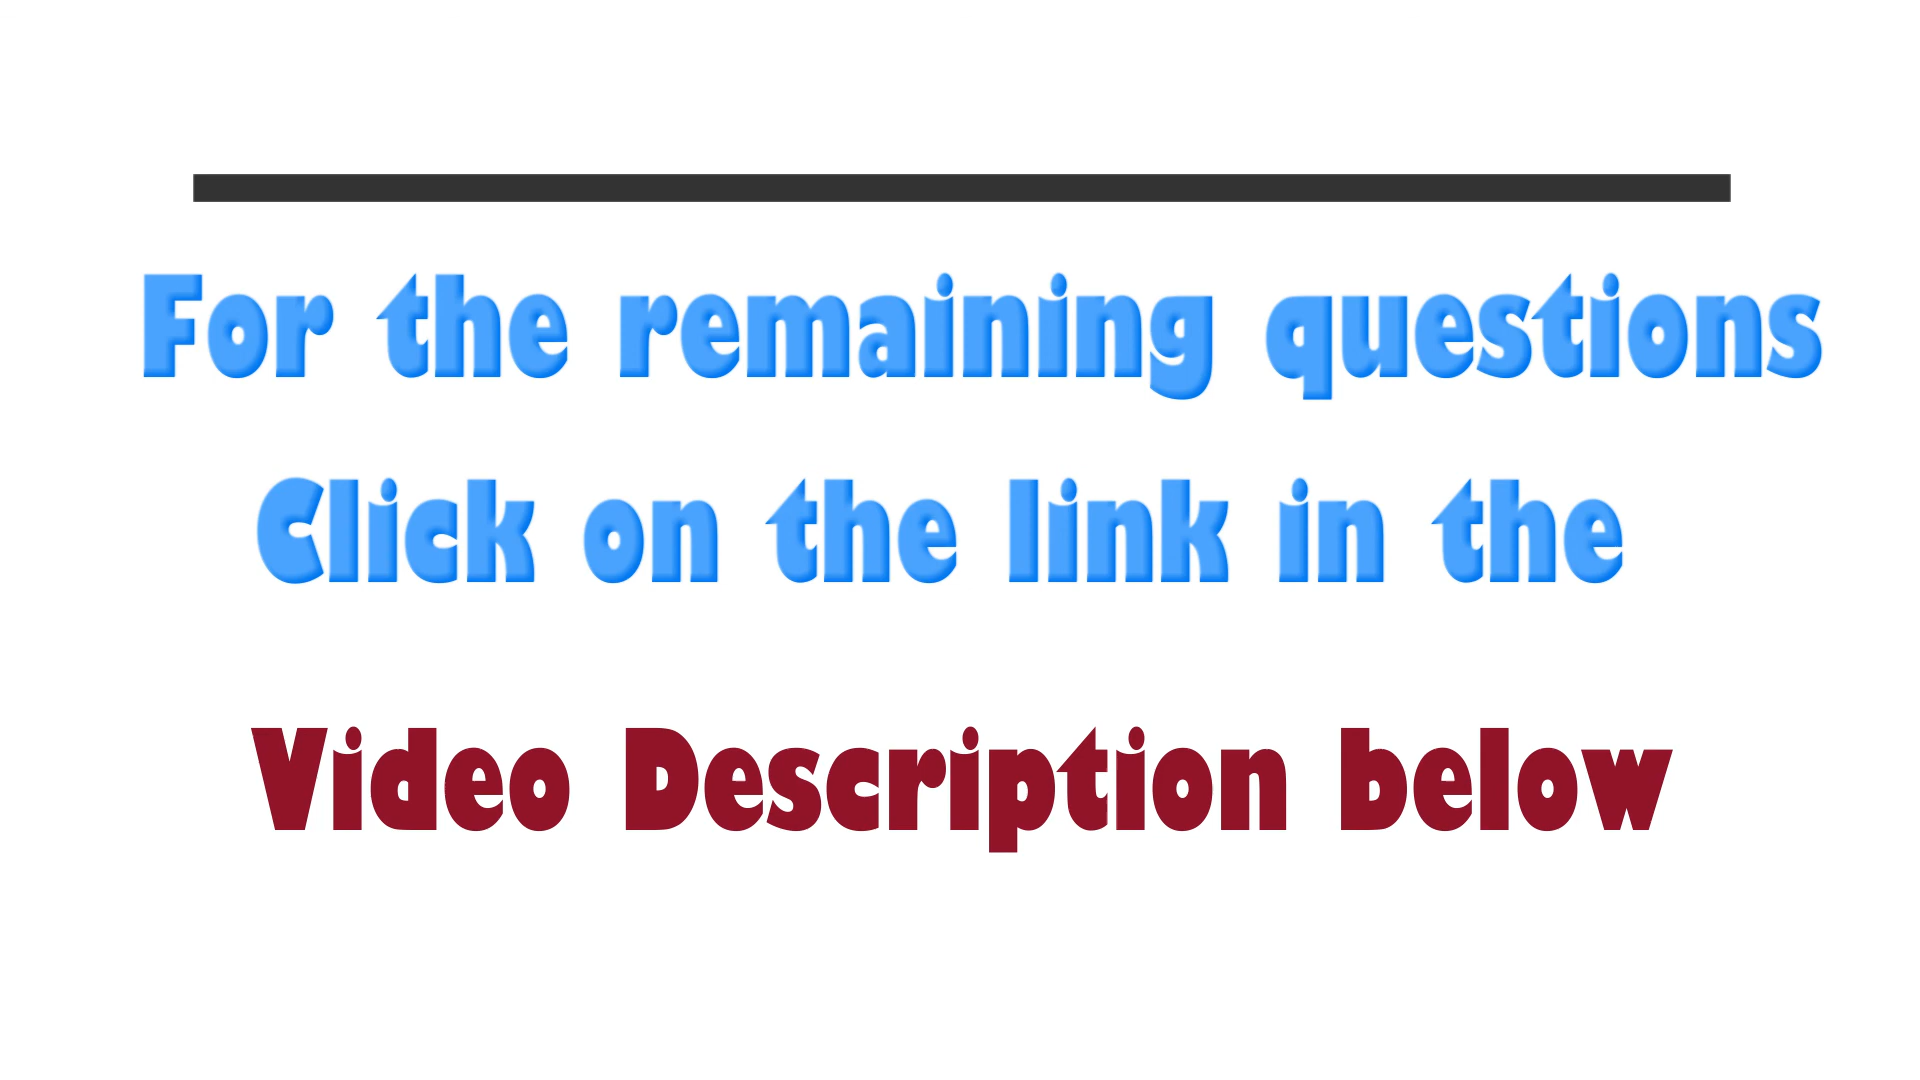 For the remaining questions
Click on the link in the
Video Description below